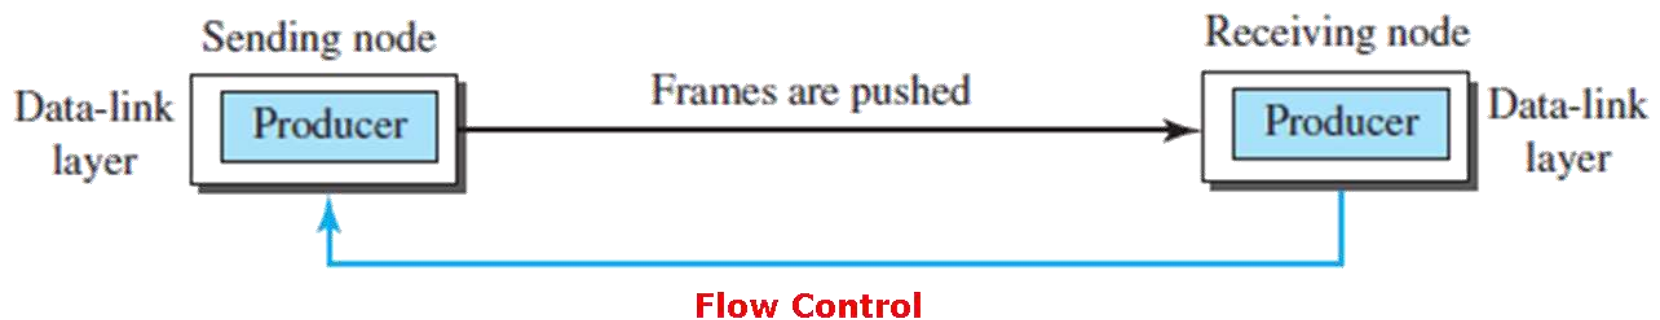 Sending node
Receiving node
Data-link
layer
Producer
Frames are pushed
Producer
Data-link
layer
Flow Control